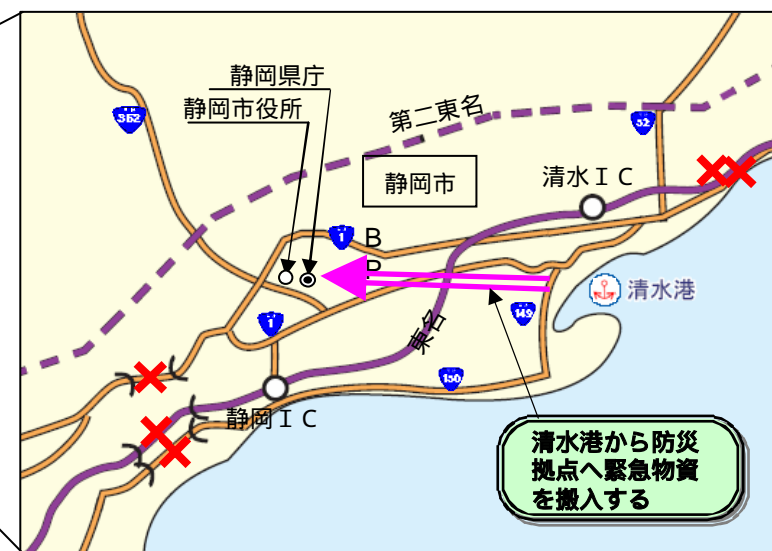 静岡県庁
静岡市役所
362
第二東名
52
静岡市
清水ＩＣ
1
B
P
清水港
149
1
東名
150
静岡ＩＣ
清水港から防災
拠点へ緊急物資
を搬入する